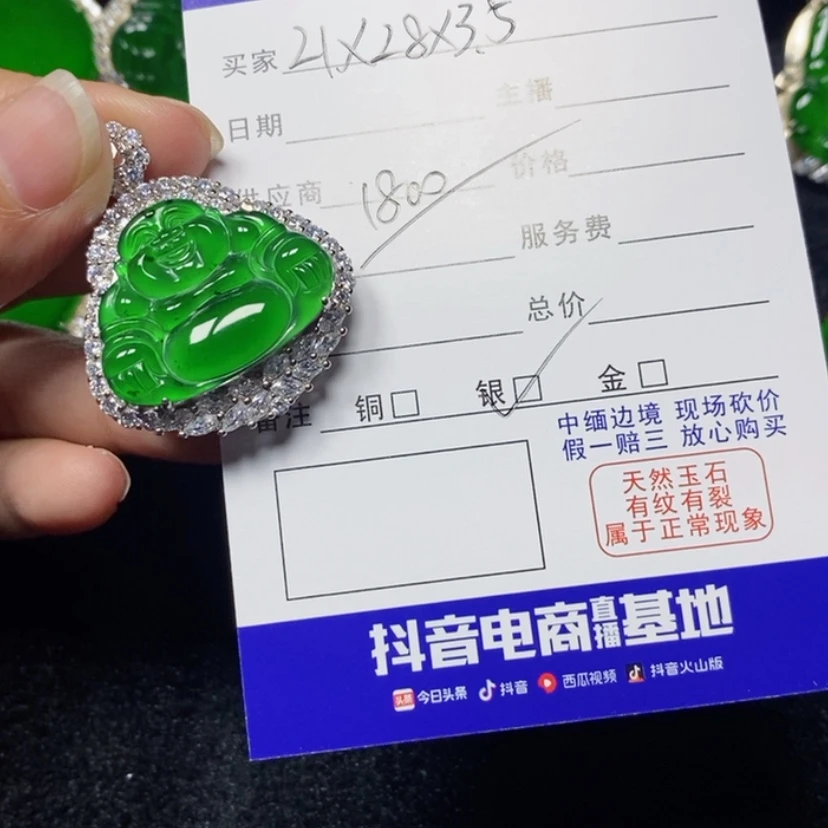 买家 21X28X3.5
日期 主播
供应商 1800 价格
服务费
总价
备注 铜□ 银☑ 金□
中缅边境 现场砍价
假一赔三 放心购买
天然玉石
有纹有裂
属于正常现象
抖音电商直播基地
头条 今日头条 抖音 西瓜视频 抖音火山版